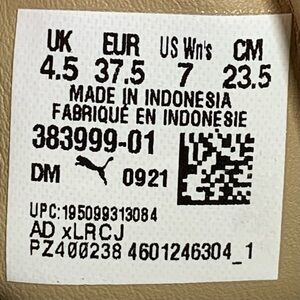 UK EUR US Wn's CM
4.5 37.5 7 23.5
MADE IN INDONESIA
FABRIQUÉ EN INDONESIE
383999-01
DM 0921
UPC:195099313084
AD xLRCJ
PZ400238 4601246304_1